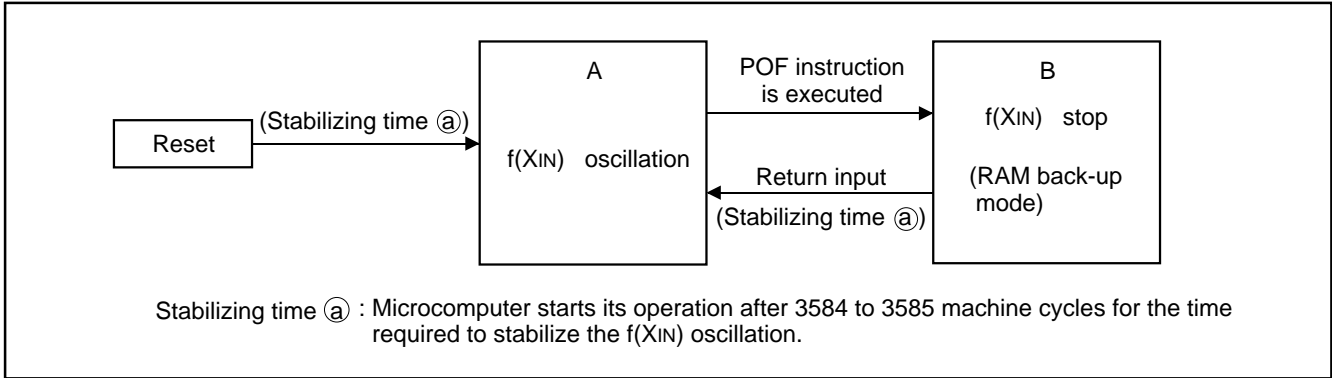 Reset
(Stabilizing time ⓐ)
A
f(XIN) oscillation
POF instruction
is executed
Return input
(Stabilizing time ⓐ)
B
f(XIN) stop
(RAM back-up
mode)
Stabilizing time ⓐ : Microcomputer starts its operation after 3584 to 3585 machine cycles for the time
required to stabilize the f(XIN) oscillation.